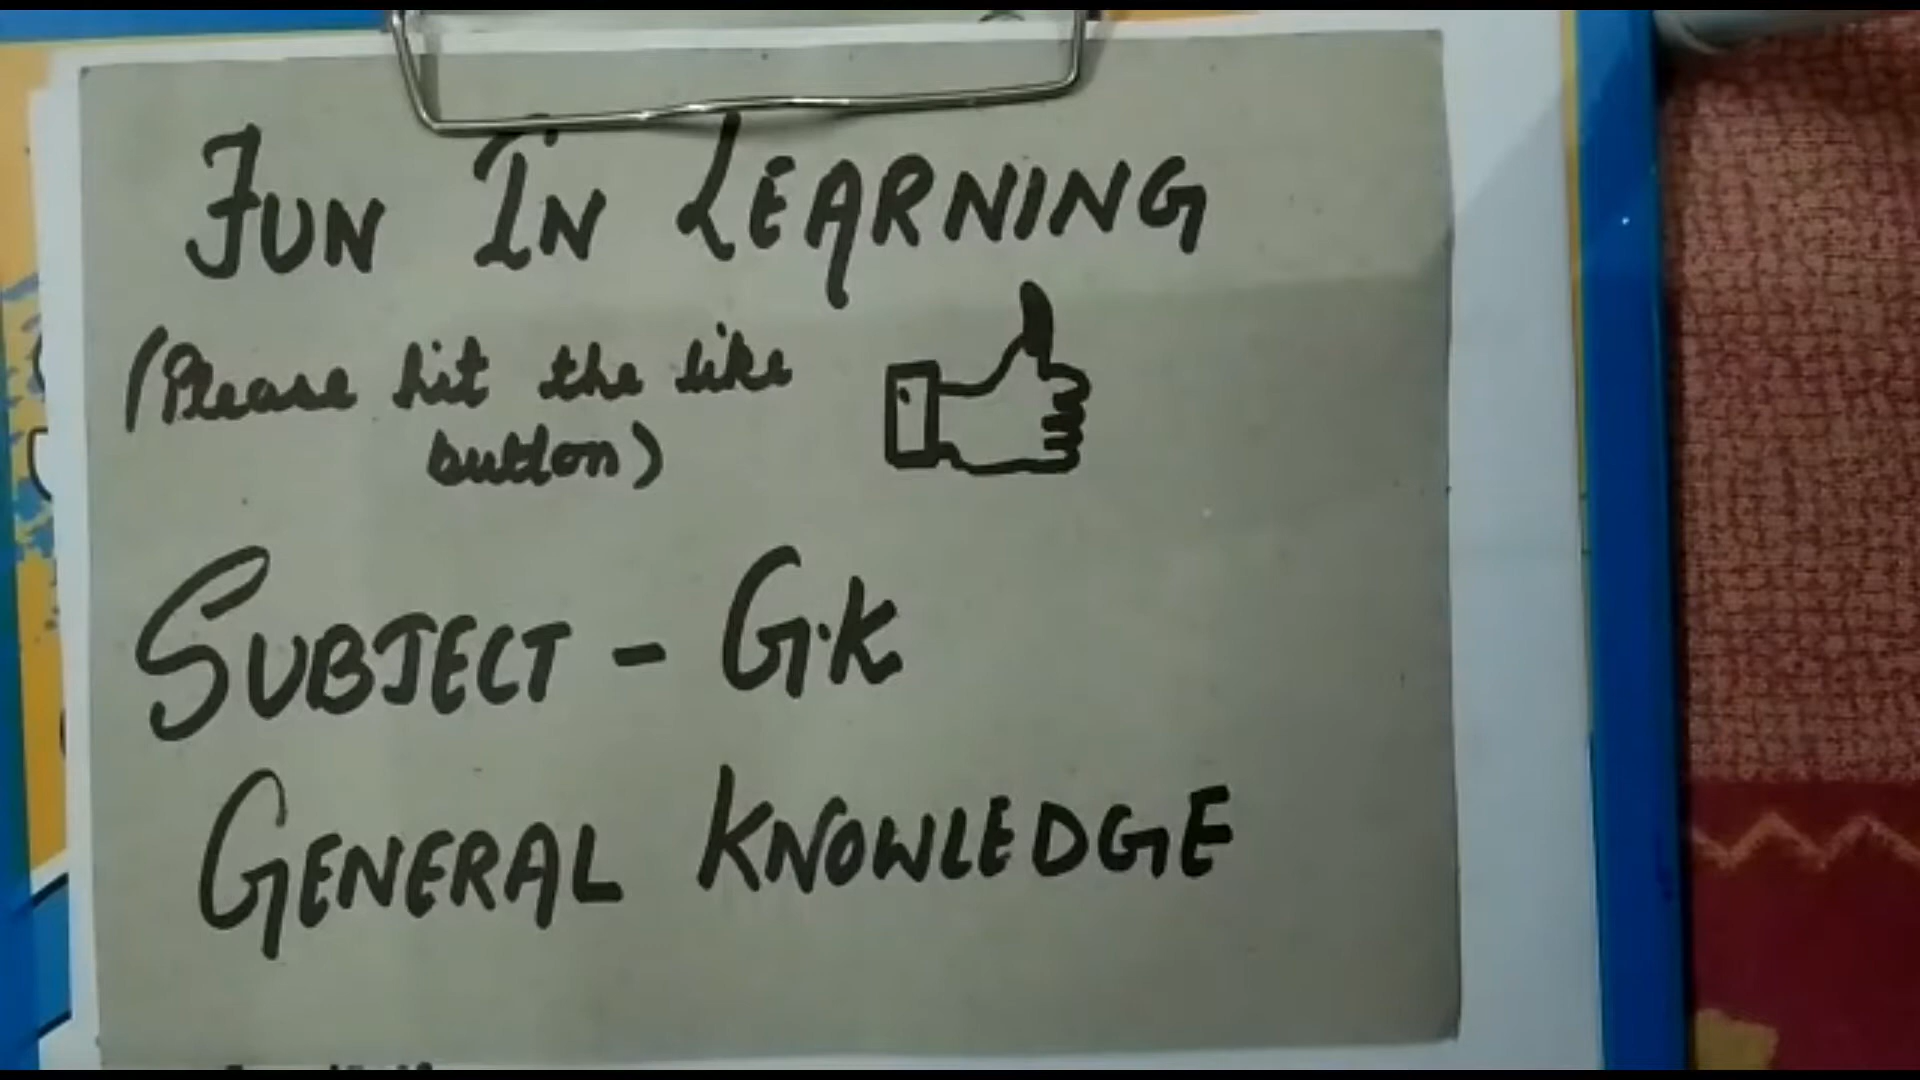 FUN IN LEARNING
(Please hit the like
button)
SUBJECT - G.K
GENERAL KNOWLEDGE